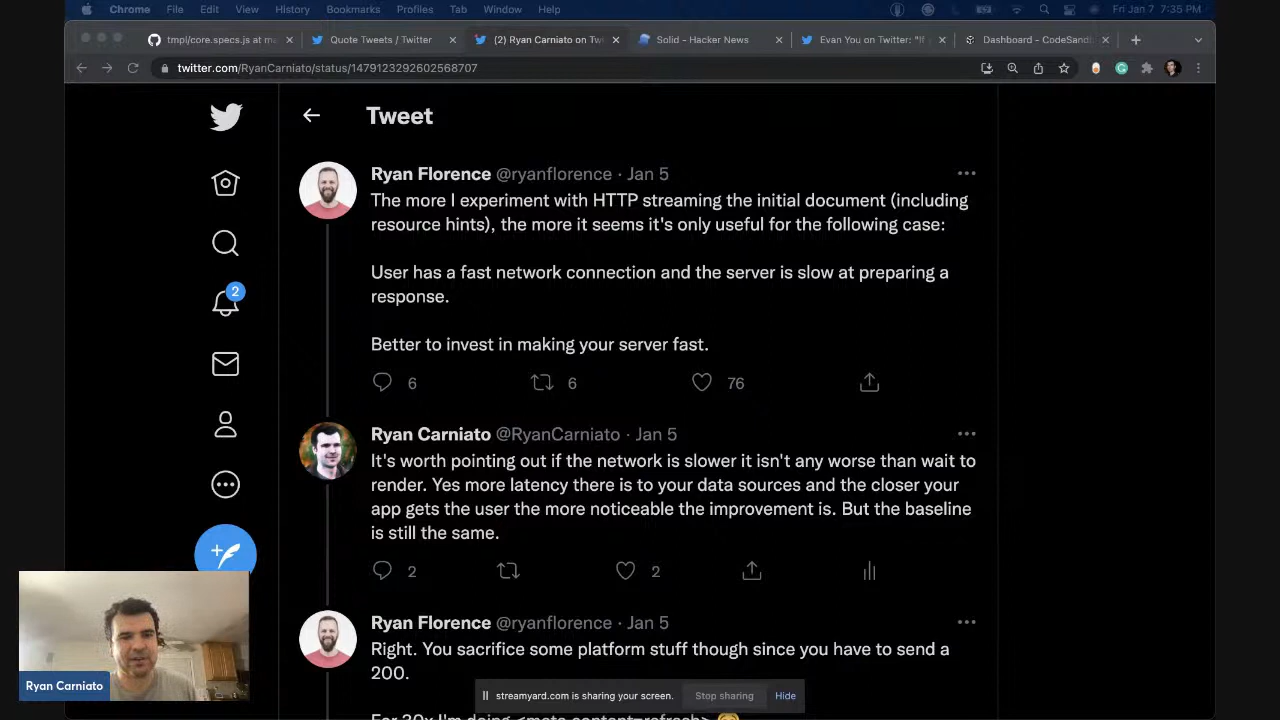 Chrome File Edit View History Bookmarks Profiles Tab Window Help Fri Jan 7 7:35 PM
tmpl/core.specs.js at m Quote Tweets / Twitter (2) Ryan Carniato on Tw Solid - Hacker News Evan You on Twitter: "If Dashboard - CodeSand
twitter.com/RyanCarniato/status/1479123292602568707
Tweet
Ryan Florence @ryanflorence · Jan 5
The more I experiment with HTTP streaming the initial document (including
resource hints), the more it seems it's only useful for the following case:
User has a fast network connection and the server is slow at preparing a
response.
Better to invest in making your server fast.
6 6 76
2
Ryan Carniato @RyanCarniato · Jan 5
It's worth pointing out if the network is slower it isn't any worse than wait to
render. Yes more latency there is to your data sources and the closer your
app gets the user the more noticeable the improvement is. But the baseline
is still the same.
2 2
Ryan Florence @ryanflorence · Jan 5
Right. You sacrifice some platform stuff though since you have to send a
200.
For 30x I'm doing <meta content=refresh>
streamyard.com is sharing your screen. Stop sharing Hide
Ryan Carniato